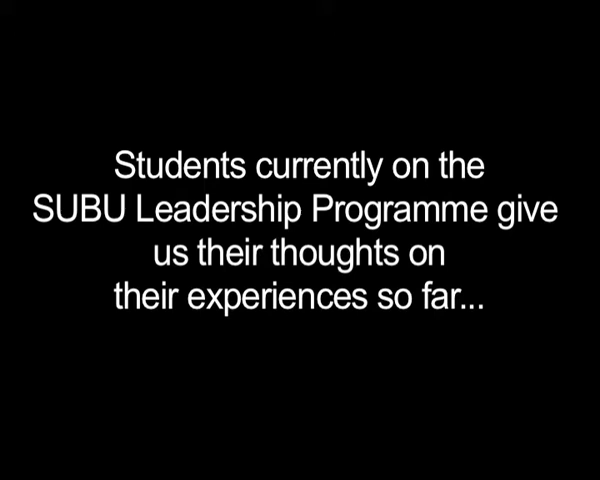 Students currently on the
SUBU Leadership Programme give
us their thoughts on
their experiences so far...